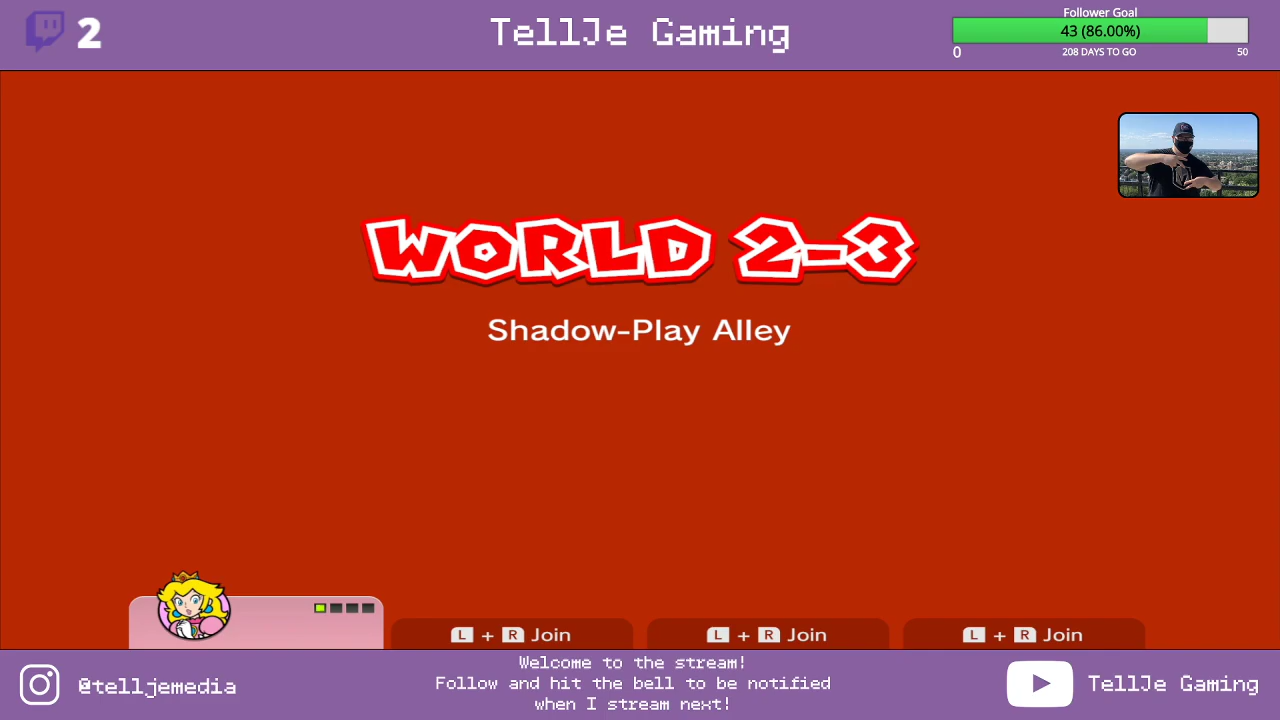 2
TellJe Gaming
Follower Goal
43 (86.00%)
0
208 DAYS TO GO
50
WORLD 2-3
Shadow-Play Alley
L + R Join
L + R Join
L + R Join
@telljemedia
Welcome to the stream!
Follow and hit the bell to be notified
when I stream next!
TellJe Gaming